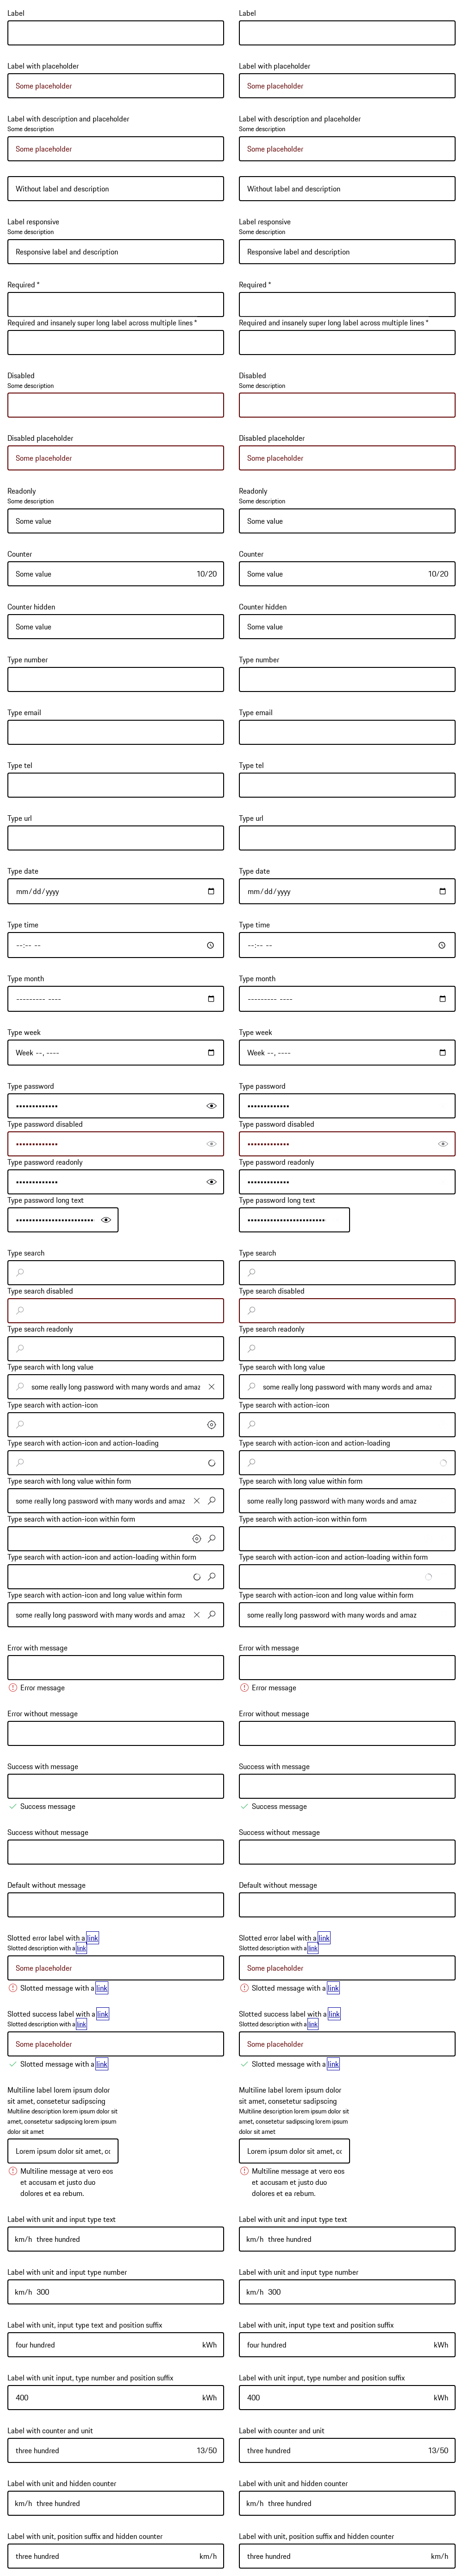 Label
Label with placeholder
Some placeholder
Label with description and placeholder
Some description
Some placeholder
Without label and description
Label responsive
Some description
Responsive label and description
Required *
Required and insanely super long label across multiple lines *
Disabled
Some description
Disabled placeholder
Some placeholder
Readonly
Some description
Some value
Counter
Some value 10/20
Counter hidden
Some value
Type number
Type email
Type tel
Type url
Type date
mm/dd/yyyy
Type time
--:-- --
Type month
--------- ----
Type week
Week --, ----
Type password
•••••••••••••
Type password disabled
•••••••••••••
Type password readonly
•••••••••••••
Type password long text
••••••••••••••••••••••••
Type search
Type search disabled
Type search readonly
Type search with long value
some really long password with many words and amaz
Type search with action-icon
Type search with action-icon and action-loading
Type search with long value within form
some really long password with many words and amaz
Type search with action-icon within form
Type search with action-icon and action-loading within form
Type search with action-icon and long value within form
some really long password with many words and amaz
Error with message
Error message
Error without message
Success with message
Success message
Success without message
Default without message
Slotted error label with a link
Slotted description with a link
Some placeholder
Slotted message with a link
Slotted success label with a link
Slotted description with a link
Some placeholder
Slotted message with a link
Multiline label lorem ipsum dolor
sit amet, consetetur sadipscing
Multiline description lorem ipsum dolor sit
amet, consetetur sadipscing lorem ipsum
dolor sit amet
Lorem ipsum dolor sit amet, cc
Multiline message at vero eos
et accusam et justo duo
dolores et ea rebum.
Label with unit and input type text
km/h three hundred
Label with unit and input type number
km/h 300
Label with unit, input type text and position suffix
four hundred kWh
Label with unit input, type number and position suffix
400 kWh
Label with counter and unit
three hundred 13/50
Label with unit and hidden counter
km/h three hundred
Label with unit, position suffix and hidden counter
three hundred km/h
Label
Label with placeholder
Some placeholder
Label with description and placeholder
Some description
Some placeholder
Without label and description
Label responsive
Some description
Responsive label and description
Required *
Required and insanely super long label across multiple lines *
Disabled
Some description
Disabled placeholder
Some placeholder
Readonly
Some description
Some value
Counter
Some value 10/20
Counter hidden
Some value
Type number
Type email
Type tel
Type url
Type date
mm/dd/yyyy
Type time
--:-- --
Type month
--------- ----
Type week
Week --, ----
Type password
•••••••••••••
Type password disabled
•••••••••••••
Type password readonly
•••••••••••••
Type password long text
••••••••••••••••••••••••
Type search
Type search disabled
Type search readonly
Type search with long value
some really long password with many words and amaz
Type search with action-icon
Type search with action-icon and action-loading
Type search with long value within form
some really long password with many words and amaz
Type search with action-icon within form
Type search with action-icon and action-loading within form
Type search with action-icon and long value within form
some really long password with many words and amaz
Error with message
Error message
Error without message
Success with message
Success message
Success without message
Default without message
Slotted error label with a link
Slotted description with a link
Some placeholder
Slotted message with a link
Slotted success label with a link
Slotted description with a link
Some placeholder
Slotted message with a link
Multiline label lorem ipsum dolor
sit amet, consetetur sadipscing
Multiline description lorem ipsum dolor sit
amet, consetetur sadipscing lorem ipsum
dolor sit amet
Lorem ipsum dolor sit amet, cc
Multiline message at vero eos
et accusam et justo duo
dolores et ea rebum.
Label with unit and input type text
km/h three hundred
Label with unit and input type number
km/h 300
Label with unit, input type text and position suffix
four hundred kWh
Label with unit input, type number and position suffix
400 kWh
Label with counter and unit
three hundred 13/50
Label with unit and hidden counter
km/h three hundred
Label with unit, position suffix and hidden counter
three hundred km/h